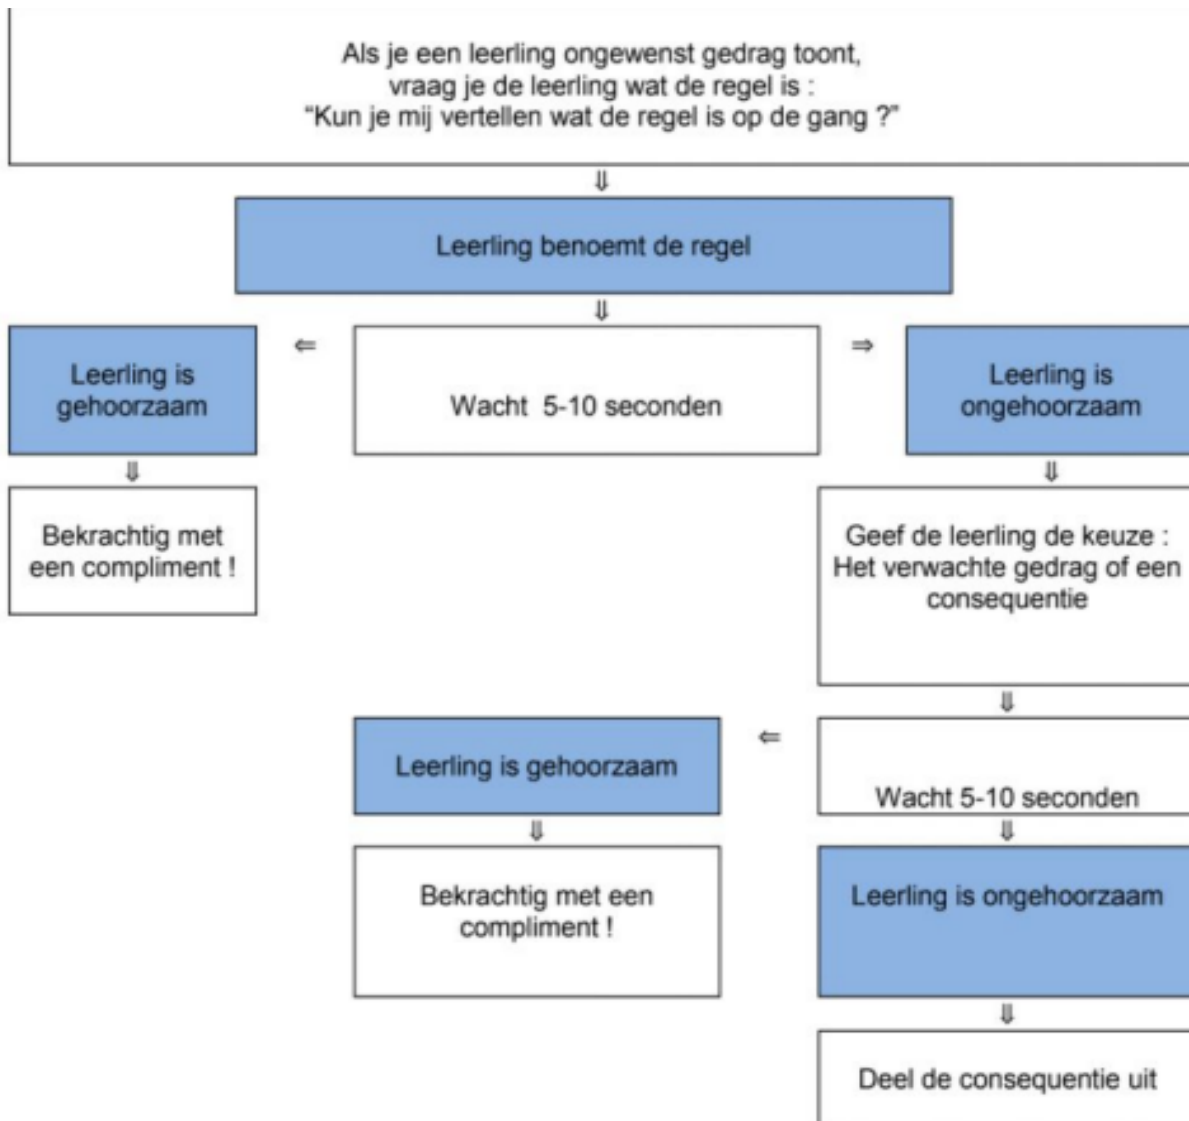 Als je een leerling ongewenst gedrag toont,
vraag je de leerling wat de regel is :
“Kun je mij vertellen wat de regel is op de gang ?”
⇓
Leerling benoemt de regel
⇓
Leerling is
gehoorzaam
⇐
Wacht 5-10 seconden
⇒
Leerling is
ongehoorzaam
⇓
Bekrachtig met
een compliment !
⇓
Geef de leerling de keuze :
Het verwachte gedrag of een
consequentie
⇓
Leerling is gehoorzaam
⇐
Wacht 5-10 seconden
⇓
Bekrachtig met een
compliment !
⇓
Leerling is ongehoorzaam
⇓
Deel de consequentie uit